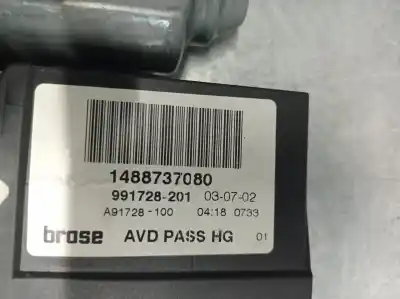 1488737080
991728-201 03-07-02
A91728-100 04:18 0733
brose AVD PASS HG 01